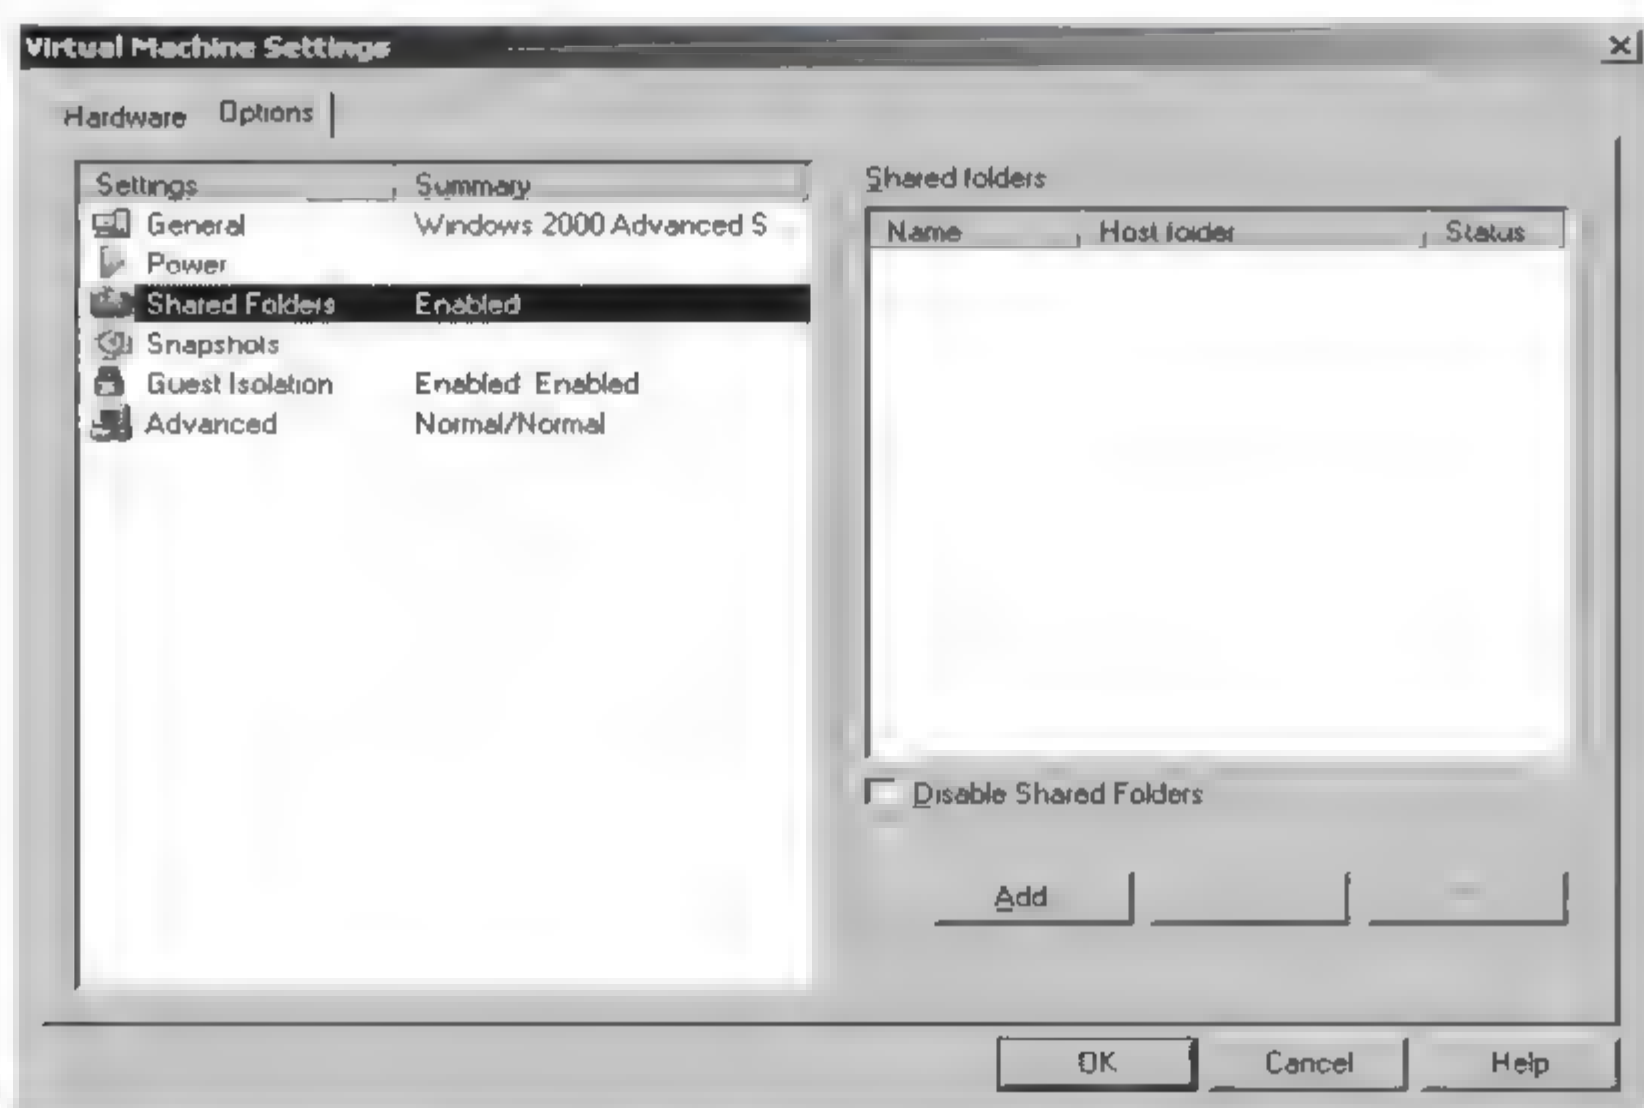 Virtual Machine Settings
Hardware Options
Settings Summary
General Windows 2000 Advanced S
Power
Shared Folders Enabled
Snapshots
Guest Isolation Enabled Enabled
Advanced Normal/Normal
Shared folders
Name Host folder Status
Disable Shared Folders
Add
OK Cancel Help